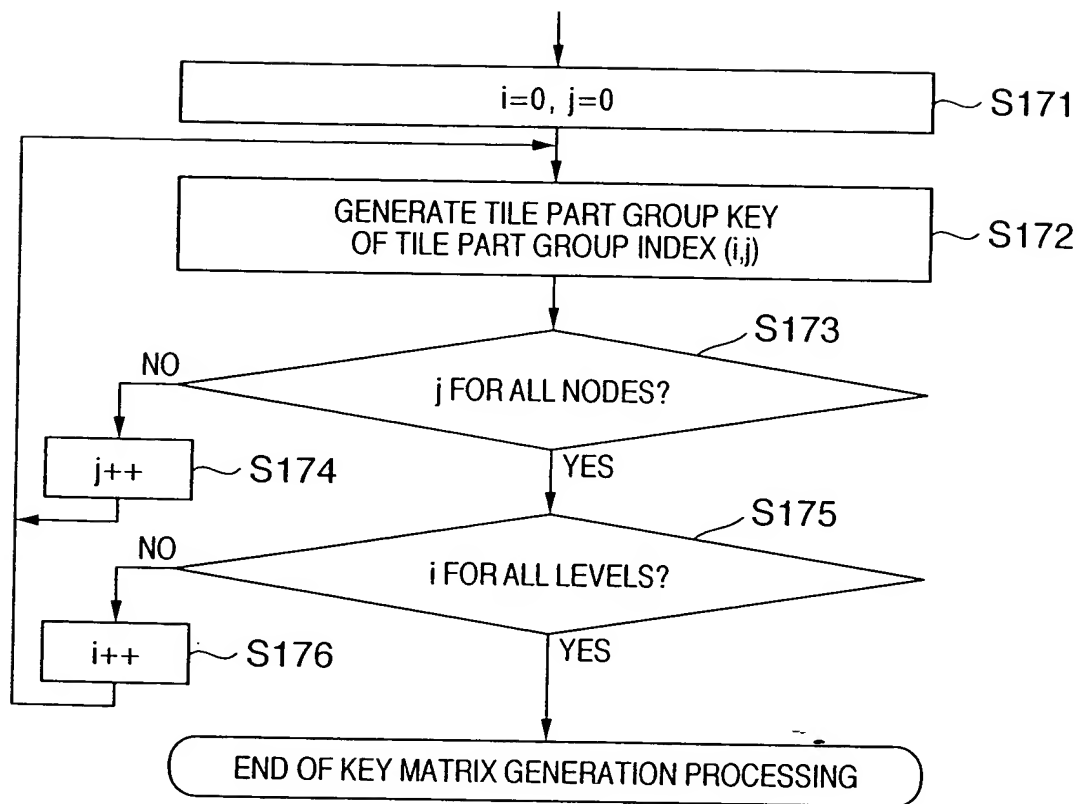 i=0, j=0
S171
GENERATE TILE PART GROUP KEY
OF TILE PART GROUP INDEX (i,j)
S172
S173
NO
j FOR ALL NODES?
j++
S174
YES
S175
NO
i FOR ALL LEVELS?
i++
S176
YES
END OF KEY MATRIX GENERATION PROCESSING